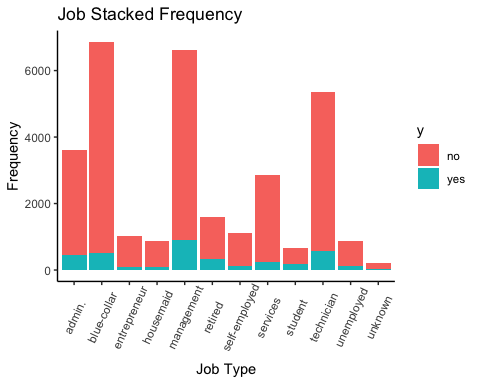 Job Stacked Frequency
Frequency
6000
4000
2000
0
admin.
blue-collar
entrepreneur
housemaid
management
retired
self-employed
services
student
technician
unemployed
unknown
Job Type
y
no
yes